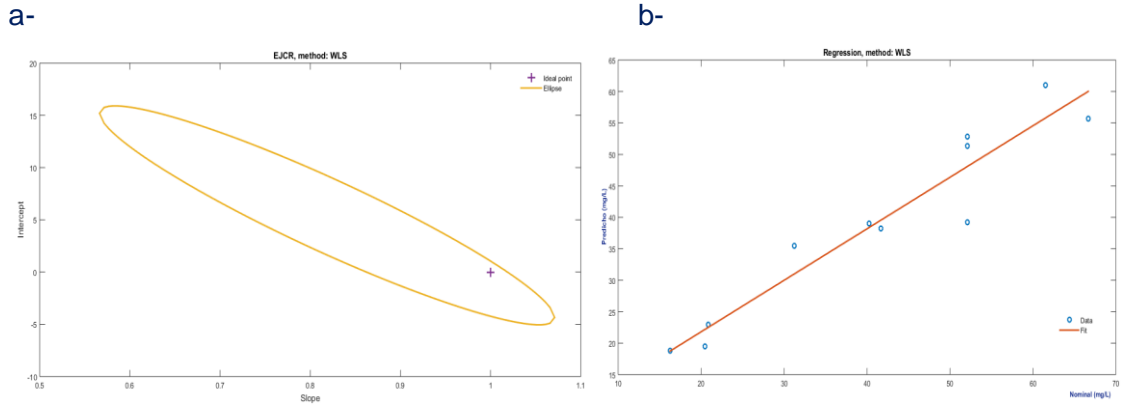 a-
EJCR, method: WLS
20
15
10
5
0
-5
-10
Intercept
0.5 0.6 0.7 0.8 0.9 1 1.1
Slope
Ideal point
Ellipse
b-
Regression, method: WLS
65
60
55
50
45
40
35
30
25
20
15
Predicho (mg/L)
10 20 30 40 50 60 70
Nominal (mg/L)
Data
Fit